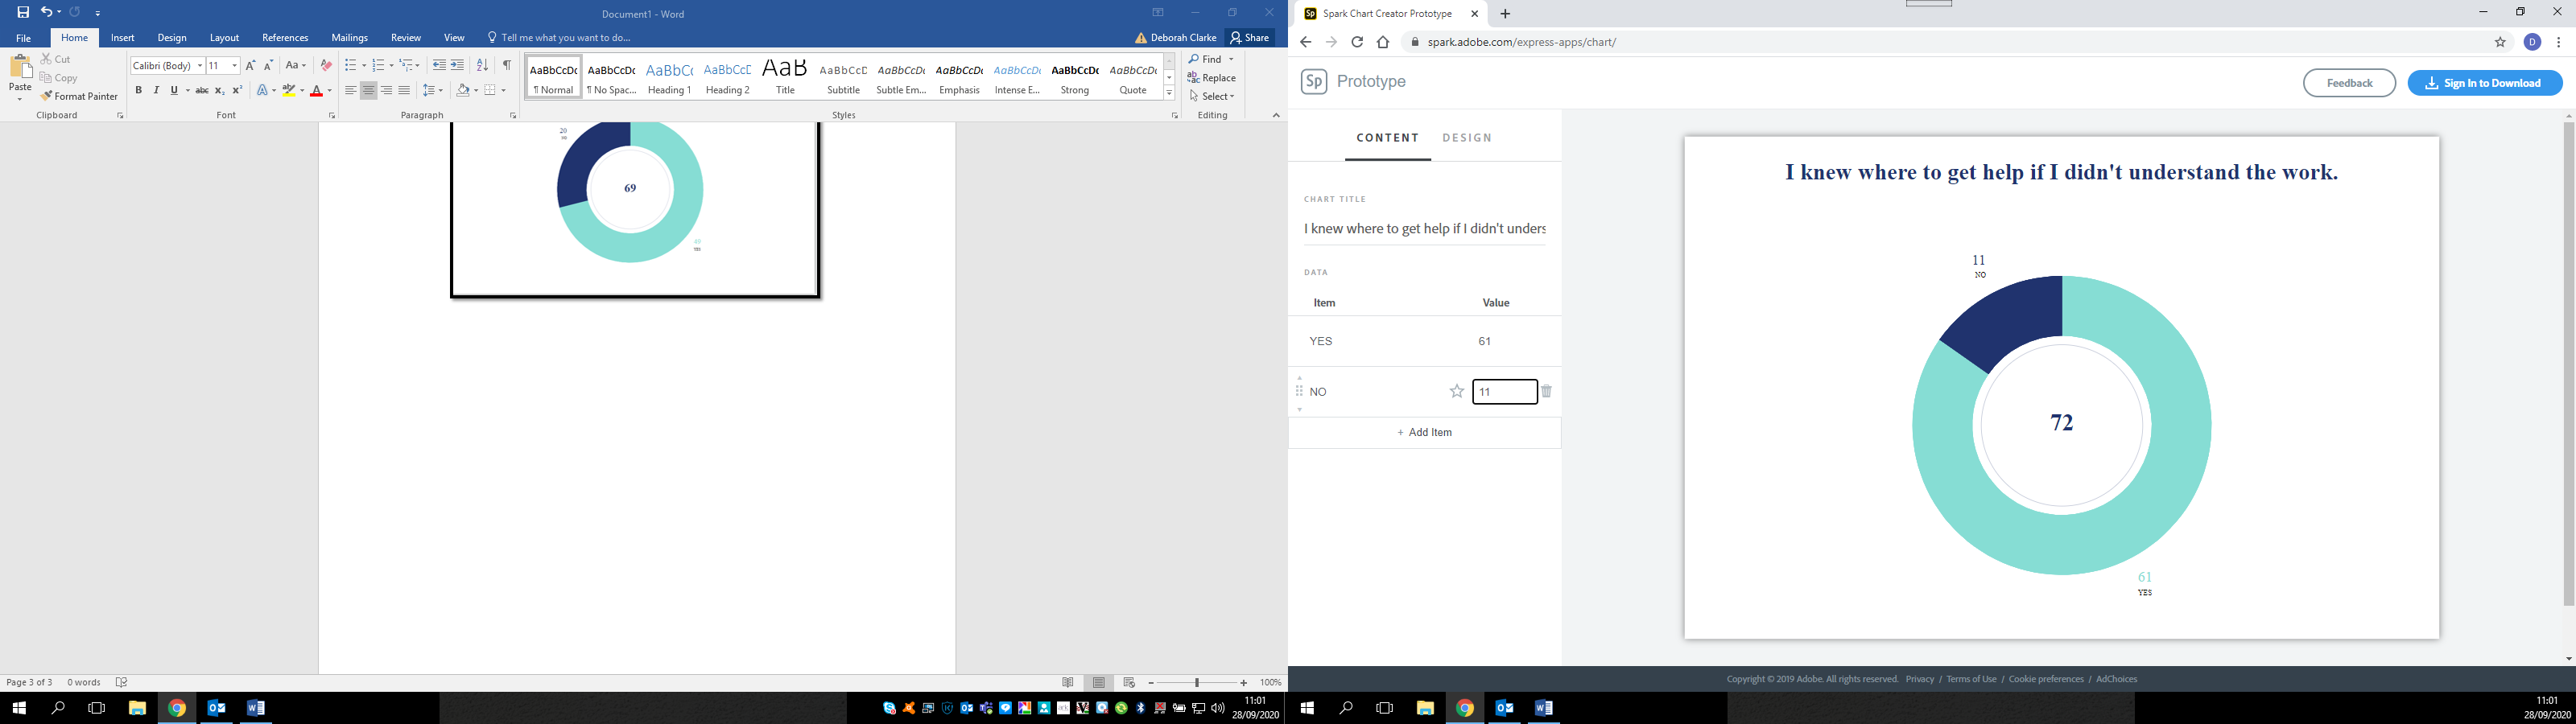 Document1 - Word
File Home Insert Design Layout References Mailings Review View Tell me what you want to do... Deborah Clarke Share
Paste
Cut
Copy
Format Painter
Clipboard
Calibri (Body) 11
Font
Paragraph
AaBbCcDc AaBbCcDc AaBbCc AaBbCcD AaB AaBbCcD AaBbCcDc AaBbCcDc AaBbCcDc AaBbCcDc AaBbCcDc
¶ Normal ¶ No Spac... Heading 1 Heading 2 Title Subtitle Subtle Em... Emphasis Intense E... Strong Quote
Styles
Find
Replace
Select
Editing
20
NO
69
YES
Page 3 of 3 0 words 100%
11:01
28/09/2020
Spark Chart Creator Prototype
spark.adobe.com/express-apps/chart/
D
Sp Prototype
Feedback
Sign In to Download
CONTENT DESIGN
CHART TITLE
I knew where to get help if I didn't unders
DATA
Item Value
YES 61
NO 11
+ Add Item
I knew where to get help if I didn't understand the work.
11
NO
72
61
YES
Copyright © 2019 Adobe. All rights reserved. Privacy / Terms of Use / Cookie preferences / AdChoices
11:01
28/09/2020